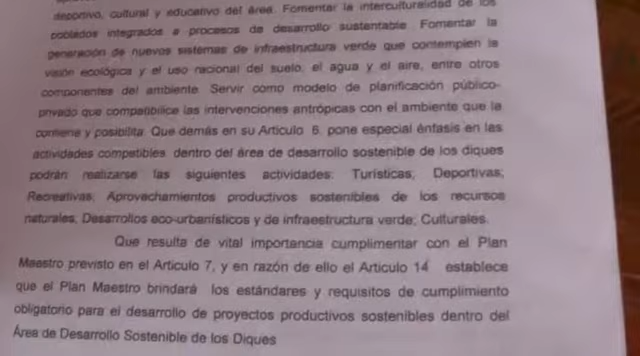 deportivo, cultural y educativo del área. Fomentar la interculturalidad de los
poblados integrados a procesos de desarrollo sustentable. Fomentar la
generación de nuevos sistemas de infraestructura verde que contemplen la
visión ecológica y el uso racional del suelo, el agua y el aire, entre otros
componentes del ambiente. Servir como modelo de planificación público-
privado que compatibilice las intervenciones antrópicas con el ambiente que la
contiene y posibilita. Que demás en su Articulo 6, pone especial énfasis en las
actividades competibles dentro del área de desarrollo sostenible de los diques
podrán realizarse las siguientes actividades: Turísticas; Deportivas;
Recreativas; Aprovechamientos productivos sostenibles de los recursos
naturales; Desarrollos eco-urbanísticos y de infraestructura verde; Culturales.
Que resulta de vital importancia cumplimentar con el Plan
Maestro previsto en el Articulo 7, y en razón de ello el Articulo 14 establece
que el Plan Maestro brindará los estándares y requisitos de cumplimiento
obligatorio para el desarrollo de proyectos productivos sostenibles dentro del
Área de Desarrollo Sostenible de los Diques